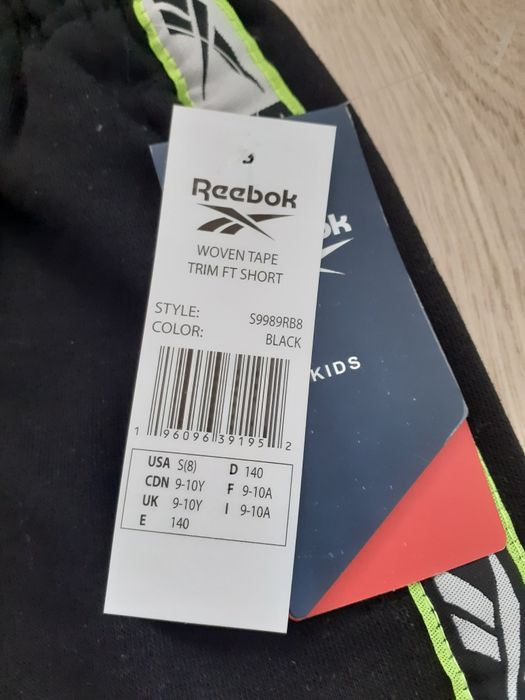 Reebok
WOVEN TAPE
TRIM FT SHORT
STYLE: S9989RB8
COLOR: BLACK
1 96096 39195 2
USA S(8) D 140
CDN 9-10Y F 9-10A
UK 9-10Y I 9-10A
E 140
ok
KIDS